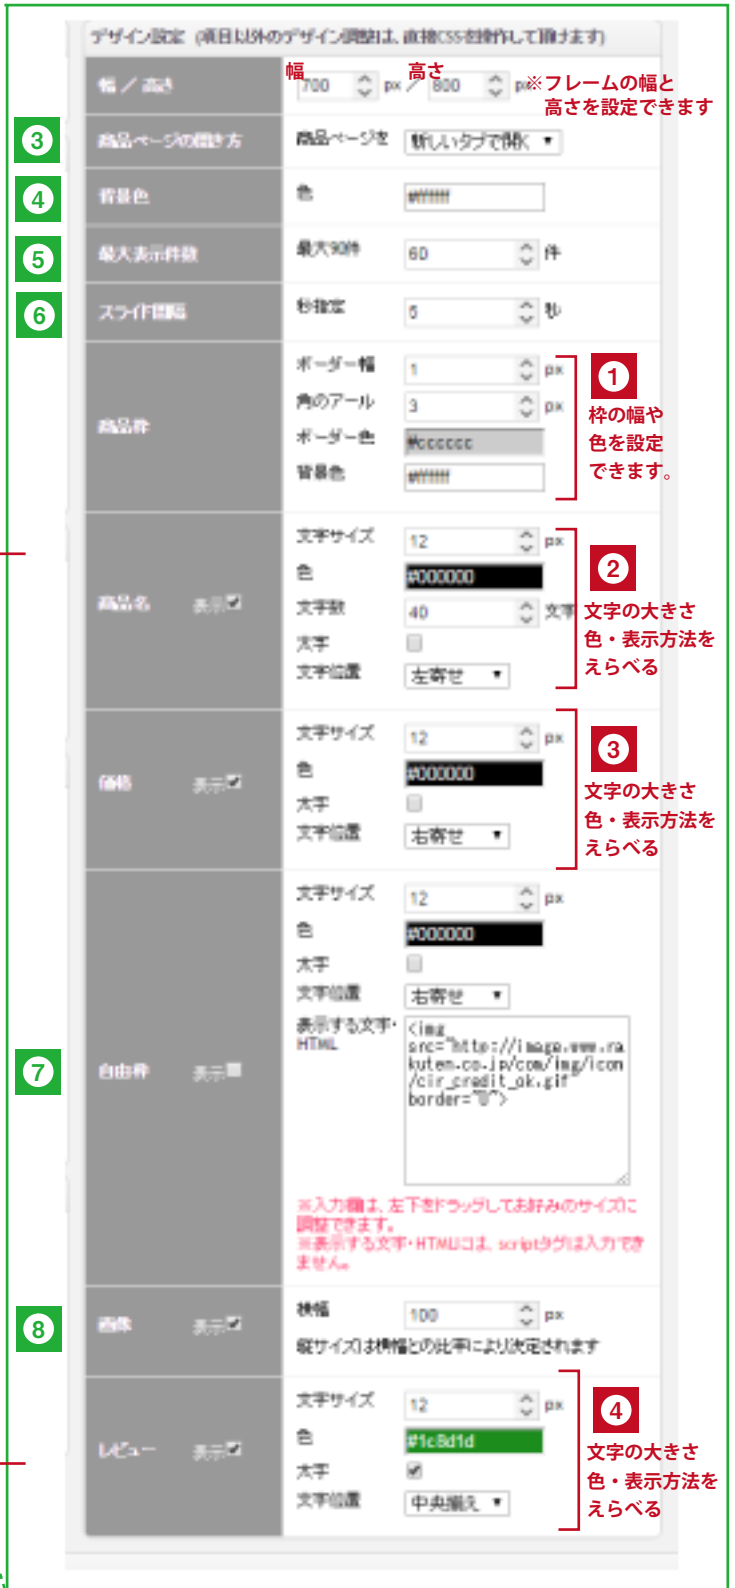 デザイン設定 (項目以外のデザイン調整は、直接CSSを操作して頂けます)
幅 / 高さ
幅
700 px /
高さ
800 px
※フレームの幅と
高さを設定できます
3
商品ページの開き方
商品ページを 新しいタブで開く
4
背景色
色 #ffffff
5
最大表示件数
最大90件 60 件
6
スライド間隔
秒指定 5 秒
商品枠
ボーダー幅 1 px
角のアール 3 px
ボーダー色 #cccccc
背景色 #ffffff
1
枠の幅や
色を設定
できます。
商品名 表示
文字サイズ 12 px
色 #000000
文字数 40 文字
太字
文字位置 左寄せ
2
文字の大きさ
色・表示方法を
えらべる
価格 表示
文字サイズ 12 px
色 #000000
太字
文字位置 右寄せ
3
文字の大きさ
色・表示方法を
えらべる
7
自由枠 表示
文字サイズ 12 px
色 #000000
太字
文字位置 右寄せ
表示する文字・
HTML
<img
src="http://image.www.ra
kuten.co.jp/com/img/icon
/cir_credit_ok.gif"
border="0">
※入力欄は、左下をドラッグしてお好みのサイズに
調整できます。
※表示する文字・HTMLには、scriptタグは入力でき
ません。
8
画像 表示
横幅 100 px
縦サイズは横幅との比率により決定されます
レビュー 表示
文字サイズ 12 px
色 #1c8d1d
太字
文字位置 中央揃え
4
文字の大きさ
色・表示方法を
えらべる